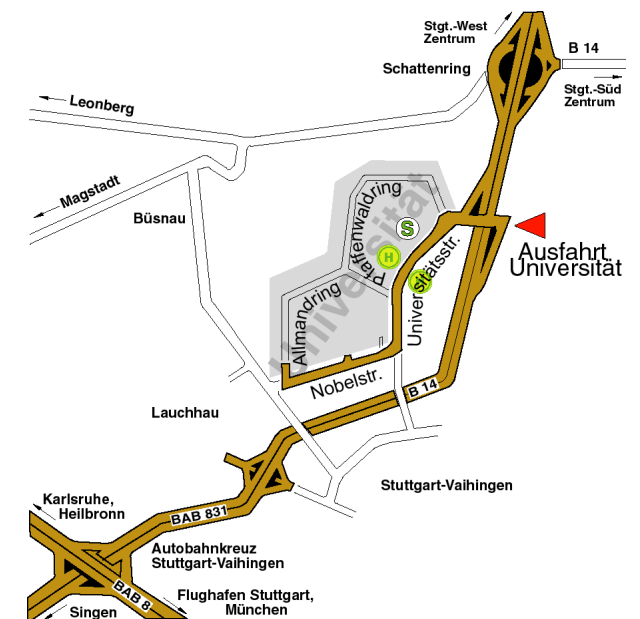 Stgt.-West
Zentrum
B 14
Schattenring
Stgt.-Süd
Zentrum
Leonberg
Magstadt
Büsnau
Pfaffenwaldring
Universität
S
H
H
Universitätsstr.
Ausfahrt
Universität
Allmandring
Nobelstr.
B 14
Lauchhau
Stuttgart-Vaihingen
Karlsruhe,
Heilbronn
BAB 831
Autobahnkreuz
Stuttgart-Vaihingen
BAB 8
Flughafen Stuttgart,
München
Singen